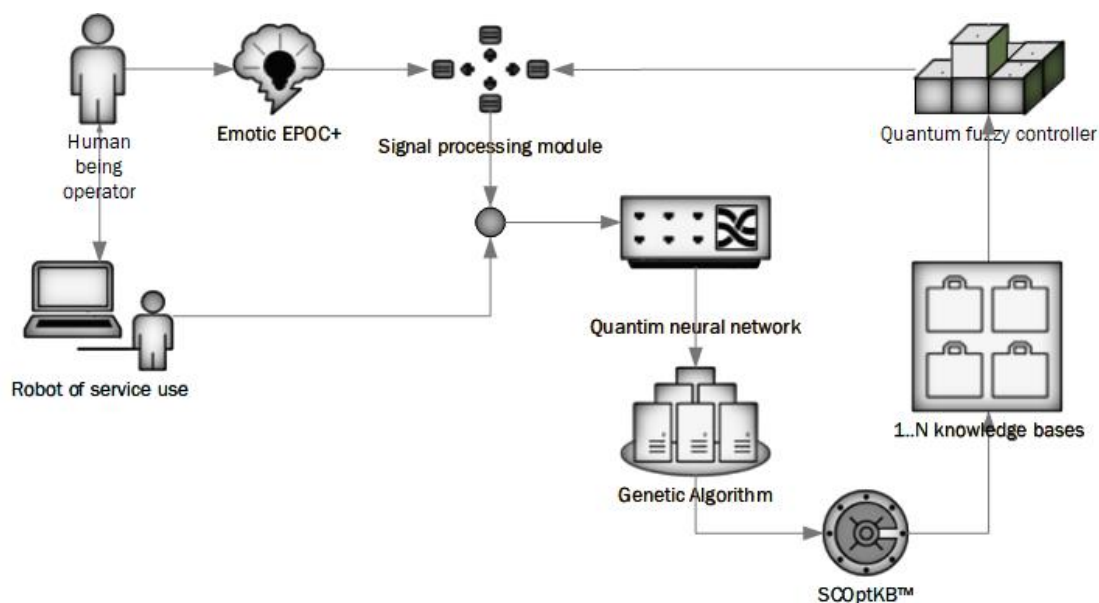 Emotic EPOC+
Signal processing module
Quantum fuzzy controller
Human
being
operator
Quantim neural network
Robot of service use
1..N knowledge bases
Genetic Algorithm
SCOptKB™